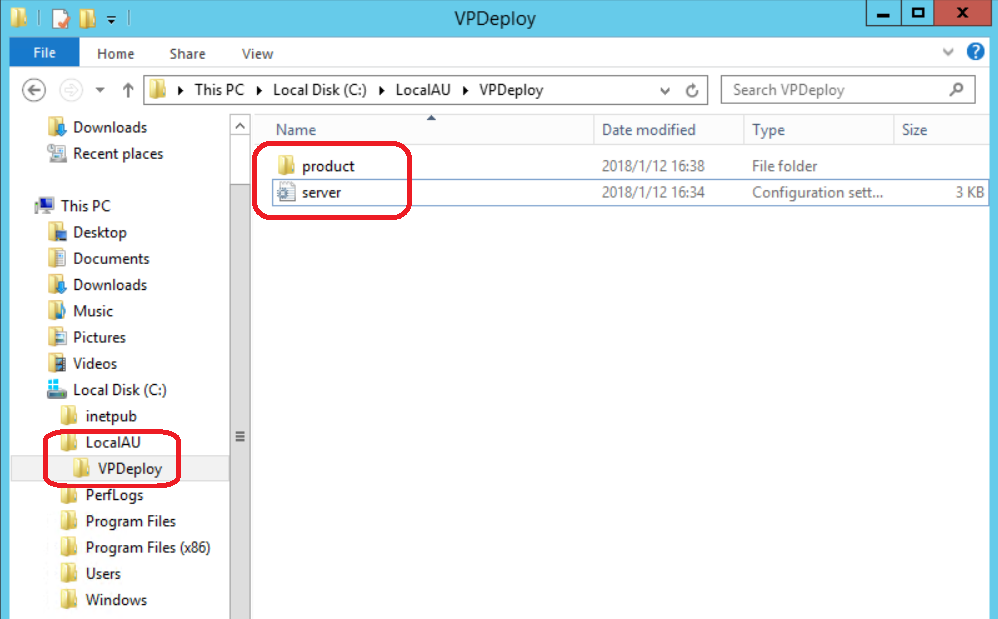 VPDeploy
File Home Share View
This PC Local Disk (C:) LocalAU VPDeploy Search VPDeploy
Downloads
Recent places
This PC
Desktop
Documents
Downloads
Music
Pictures
Videos
Local Disk (C:)
inetpub
LocalAU
VPDeploy
PerfLogs
Program Files
Program Files (x86)
Users
Windows
Name Date modified Type Size
product 2018/1/12 16:38 File folder
server 2018/1/12 16:34 Configuration sett... 3 KB